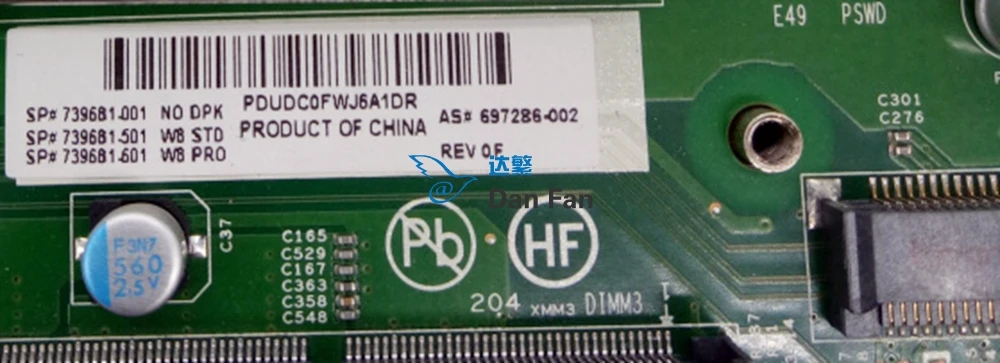 E49 PSWD
PDUDC0FWJ6A1DR
SP# 739681-001 NO DPK
SP# 739681-501 W8 STD
SP# 739681-601 W8 PRO
PRODUCT OF CHINA
AS# 697286-002
REV 0.F
C301
C276
达繁
Dan Fan
F3N7
560
2.5V
C37
C165
C529
C167
C363
C358
C548
Pb
HF
204 XMM3 DIMM3